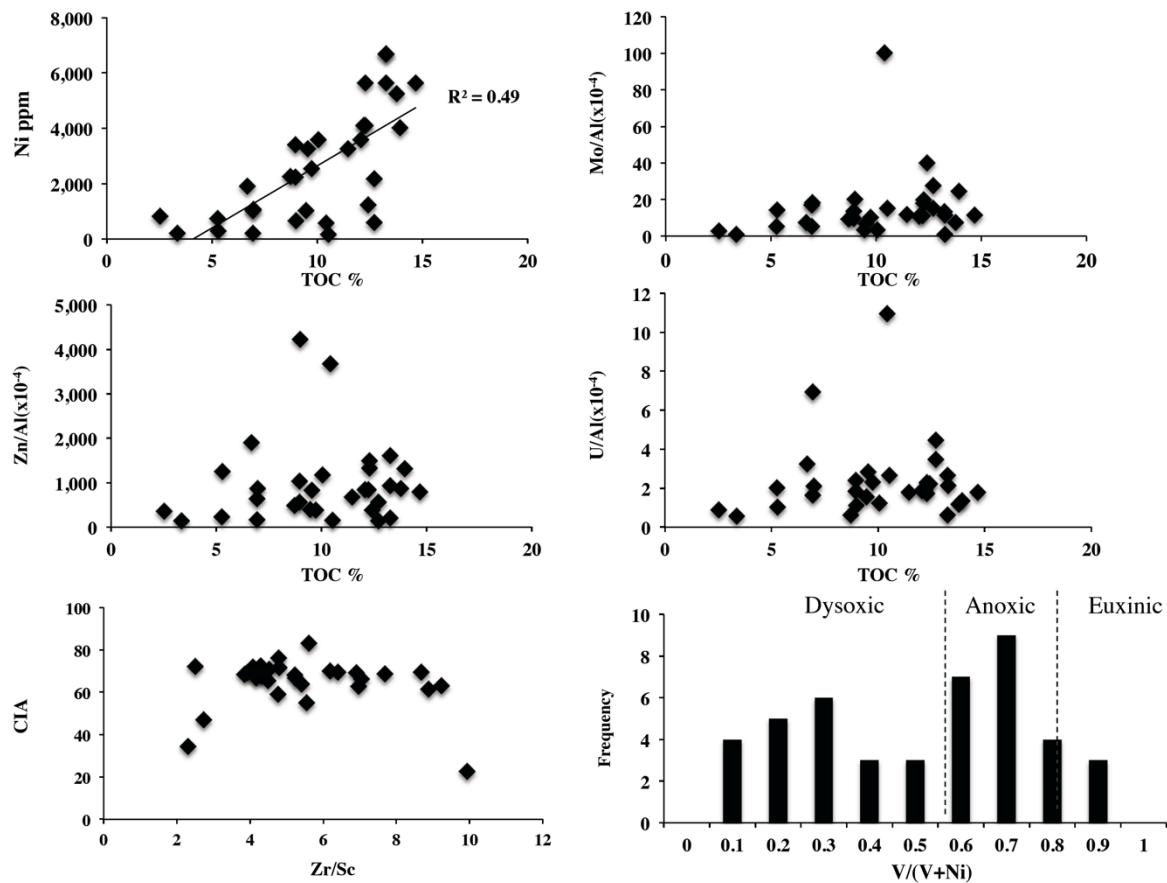 8,000
6,000
4,000
2,000
0
Ni ppm
R² = 0.49
0 5 10 15 20
TOC %
120
100
80
60
40
20
0
Mo/Al(x10⁻⁴)
0 5 10 15 20
TOC %
5,000
4,000
3,000
2,000
1,000
0
Zn/Al(x10⁻⁴)
0 5 10 15 20
TOC %
12
10
8
6
4
2
0
U/Al(x10⁻⁴)
0 5 10 15 20
TOC %
100
80
60
40
20
0
CIA
0 2 4 6 8 10 12
Zr/Sc
Dysoxic Anoxic Euxinic
10
8
6
4
2
0
Frequency
0 0.1 0.2 0.3 0.4 0.5 0.6 0.7 0.8 0.9 1
V/(V+Ni)